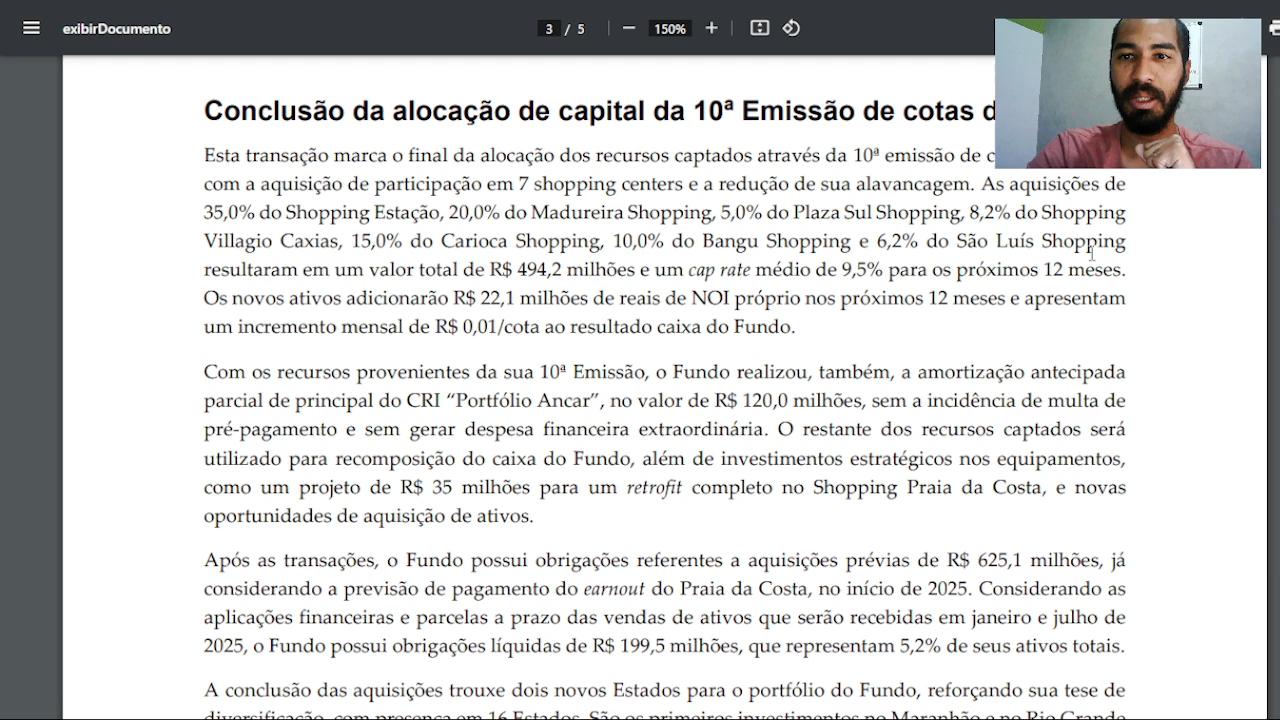 exibirDocumento
3 / 5
150%
Conclusão da alocação de capital da 10ª Emissão de cotas
Esta transação marca o final da alocação dos recursos captados através da 10ª emissão de
com a aquisição de participação em 7 shopping centers e a redução de sua alavancagem. As aquisições de
35,0% do Shopping Estação, 20,0% do Madureira Shopping, 5,0% do Plaza Sul Shopping, 8,2% do Shopping
Villagio Caxias, 15,0% do Carioca Shopping, 10,0% do Bangu Shopping e 6,2% do São Luís Shopping
resultaram em um valor total de R$ 494,2 milhões e um cap rate médio de 9,5% para os próximos 12 meses.
Os novos ativos adicionarão R$ 22,1 milhões de reais de NOI próprio nos próximos 12 meses e apresentam
um incremento mensal de R$ 0,01/cota ao resultado caixa do Fundo.
Com os recursos provenientes da sua 10ª Emissão, o Fundo realizou, também, a amortização antecipada
parcial de principal do CRI “Portfólio Ancar”, no valor de R$ 120,0 milhões, sem a incidência de multa de
pré-pagamento e sem gerar despesa financeira extraordinária. O restante dos recursos captados será
utilizado para recomposição do caixa do Fundo, além de investimentos estratégicos nos equipamentos,
como um projeto de R$ 35 milhões para um retrofit completo no Shopping Praia da Costa, e novas
oportunidades de aquisição de ativos.
Após as transações, o Fundo possui obrigações referentes a aquisições prévias de R$ 625,1 milhões, já
considerando a previsão de pagamento do earnout do Praia da Costa, no início de 2025. Considerando as
aplicações financeiras e parcelas a prazo das vendas de ativos que serão recebidas em janeiro e julho de
2025, o Fundo possui obrigações líquidas de R$ 199,5 milhões, que representam 5,2% de seus ativos totais.
A conclusão das aquisições trouxe dois novos Estados para o portfólio do Fundo, reforçando sua tese de
diversificação, com presença em 16 Estados. São os primeiros investimentos no Maranhão e no Rio Grande